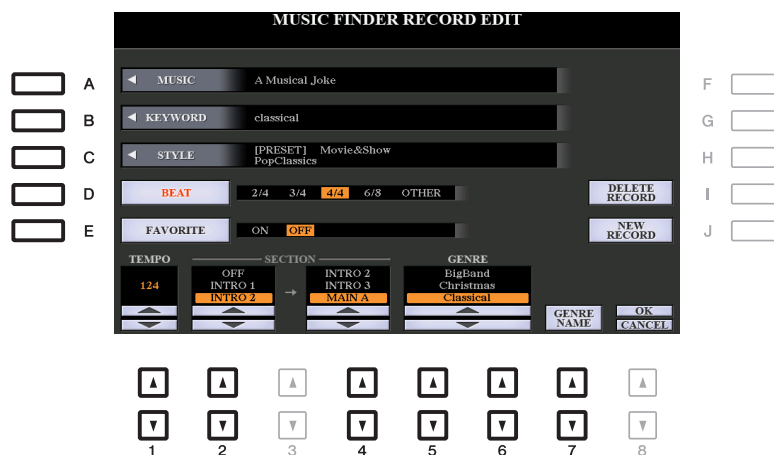 MUSIC FINDER RECORD EDIT
A MUSIC A Musical Joke F
B KEYWORD classical G
C STYLE [PRESET] Movie&Show H
PopClassics
D BEAT 2/4 3/4 4/4 6/8 OTHER DELETE RECORD I
E FAVORITE ON OFF NEW RECORD J
TEMPO SECTION GENRE
OFF INTRO 2 BigBand
124 INTRO 1 → INTRO 3 Christmas
INTRO 2 MAIN A Classical
GENRE NAME OK
CANCEL
1 2 3 4 5 6 7 8